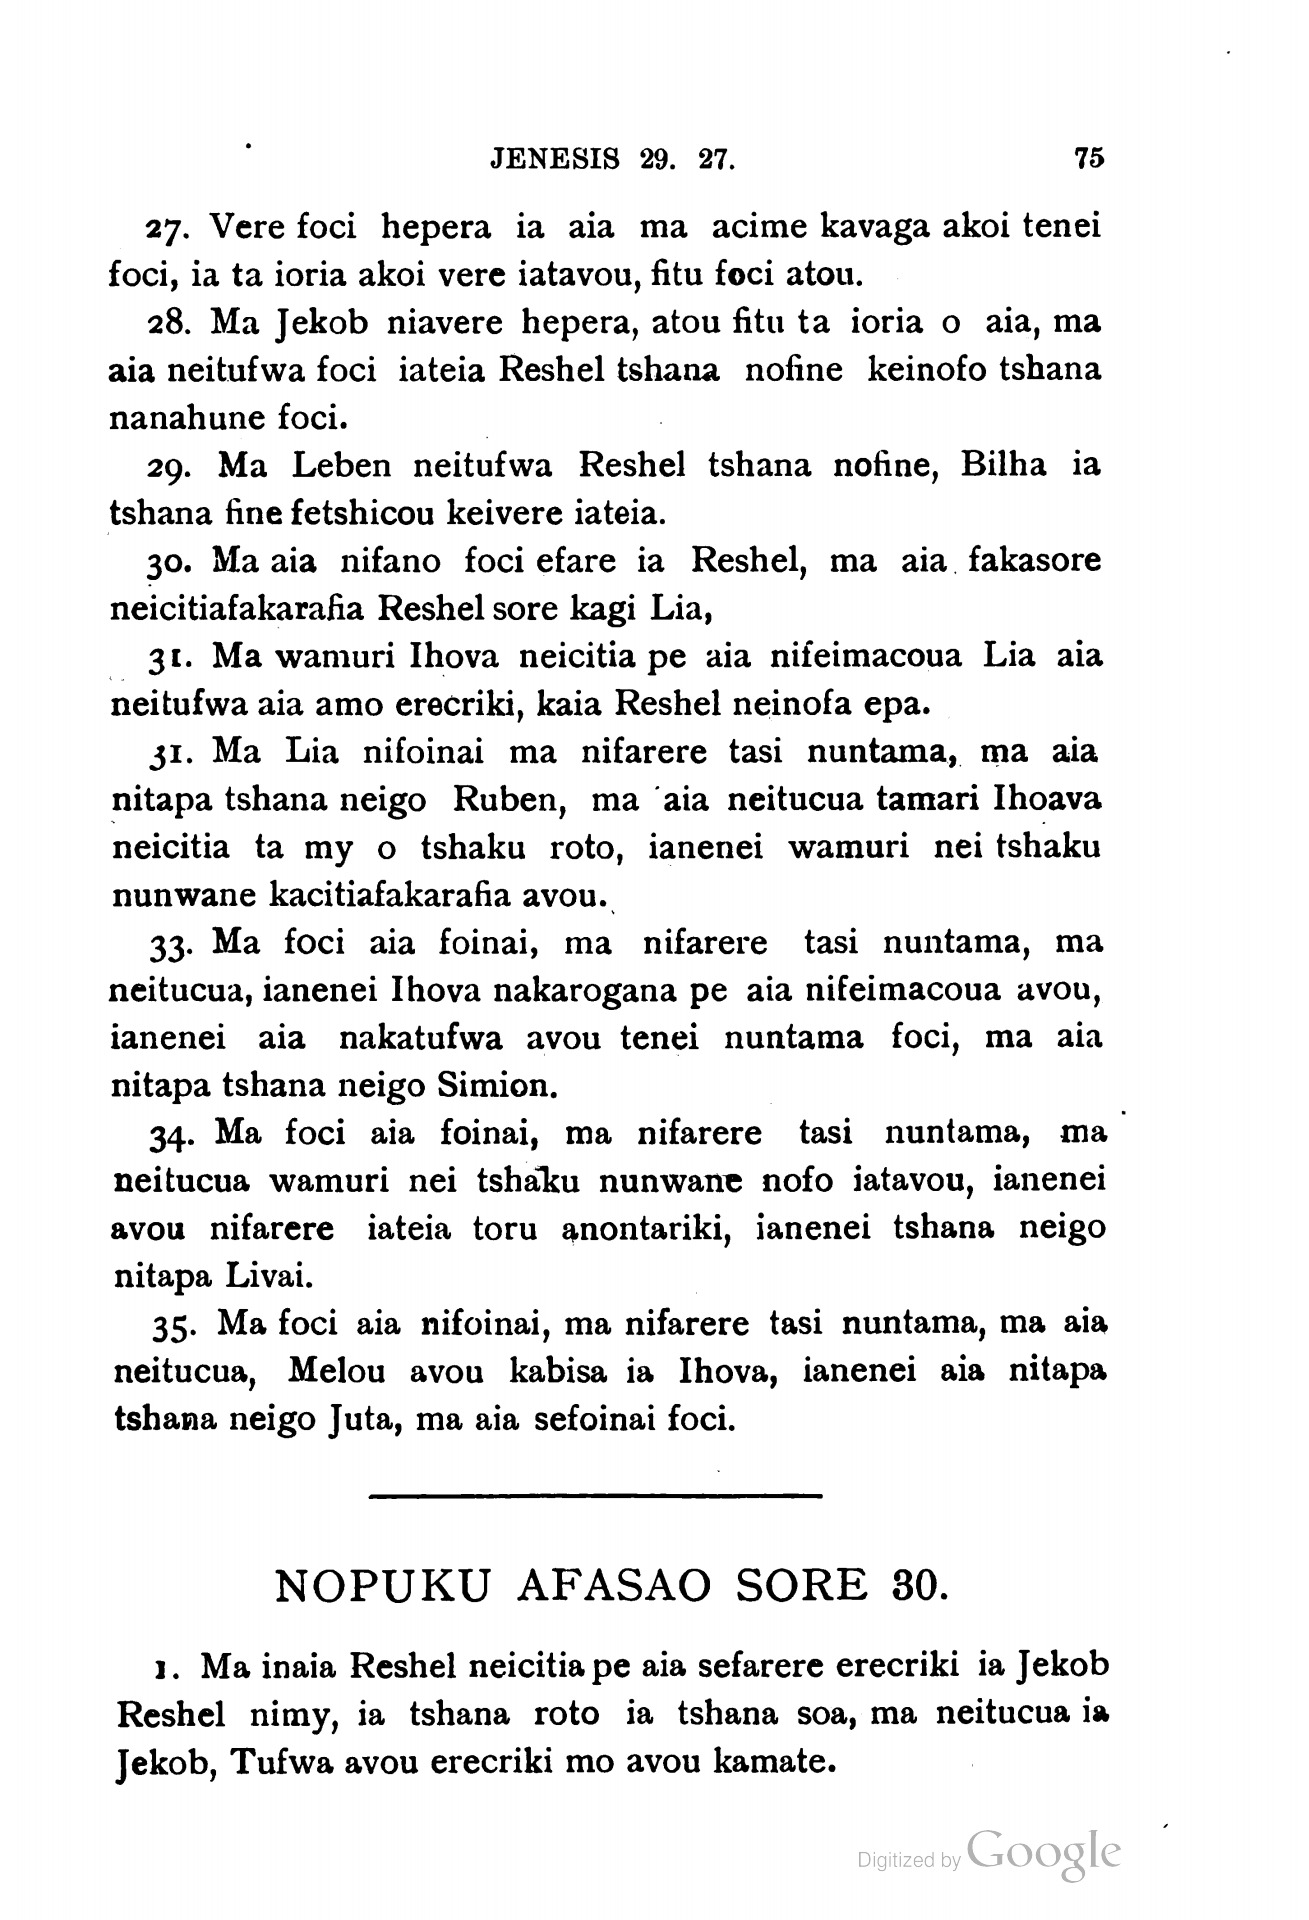 JENESIS 29. 27. 75
27. Vere foci hepera ia aia ma acime kavaga akoi tenei
foci, ia ta ioria akoi vere iatavou, fitu foci atou.
28. Ma Jekob niavere hepera, atou fitu ta ioria o aia, ma
aia neitufwa foci iateia Reshel tshana nofine keinofo tshana
nanahune foci.
29. Ma Leben neitufwa Reshel tshana nofine, Bilha ia
tshana fine fetshicou keivere iateia.
30. Ma aia nifano foci efare ia Reshel, ma aia fakasore
neicitiafakarafia Reshel sore kagi Lia,
31. Ma wamuri Ihova neicitia pe aia nifeimacoua Lia aia
neitufwa aia amo erecriki, kaia Reshel neinofa epa.
31. Ma Lia nifoinai ma nifarere tasi nuntama, ma aia
nitapa tshana neigo Ruben, ma aia neitucua tamari Ihoava
neicitia ta my o tshaku roto, ianenei wamuri nei tshaku
nunwane kacitiafakarafia avou.
33. Ma foci aia foinai, ma nifarere tasi nuntama, ma
neitucua, ianenei Ihova nakarogana pe aia nifeimacoua avou,
ianenei aia nakatufwa avou tenei nuntama foci, ma aia
nitapa tshana neigo Simion.
34. Ma foci aia foinai, ma nifarere tasi nuntama, ma
neitucua wamuri nei tshaku nunwane nofo iatavou, ianenei
avou nifarere iateia toru anontariki, ianenei tshana neigo
nitapa Livai.
35. Ma foci aia nifoinai, ma nifarere tasi nuntama, ma aia
neitucua, Melou avou kabisa ia Ihova, ianenei aia nitapa
tshana neigo Juta, ma aia sefoinai foci.
NOPUKU AFASAO SORE 30.
1. Ma inaia Reshel neicitia pe aia sefarere erecriki ia Jekob
Reshel nimy, ia tshana roto ia tshana soa, ma neitucua ia
Jekob, Tufwa avou erecriki mo avou kamate.
Digitized by Google